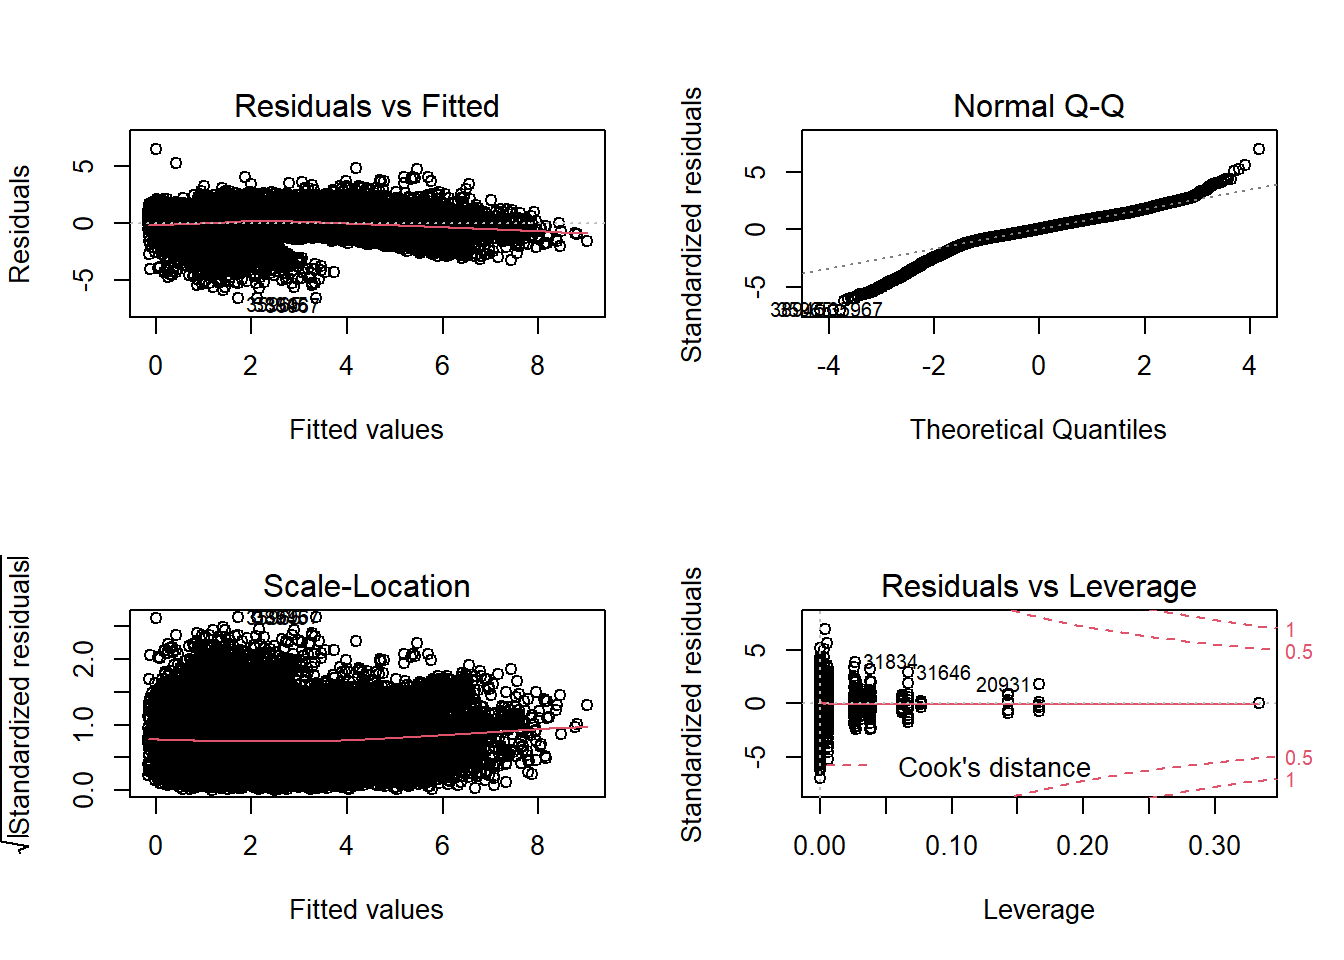 Residuals vs Fitted
Residuals
5
0
-5
0 2 4 6 8
Fitted values
Normal Q-Q
Standardized residuals
5
0
-5
-4 -2 0 2 4
Theoretical Quantiles
Scale-Location
√|Standardized residuals|
2.0
1.0
0.0
0 2 4 6 8
Fitted values
Residuals vs Leverage
Standardized residuals
5
0
-5
31834
31646
20931
1
0.5
0.5
1
Cook's distance
0.00 0.10 0.20 0.30
Leverage